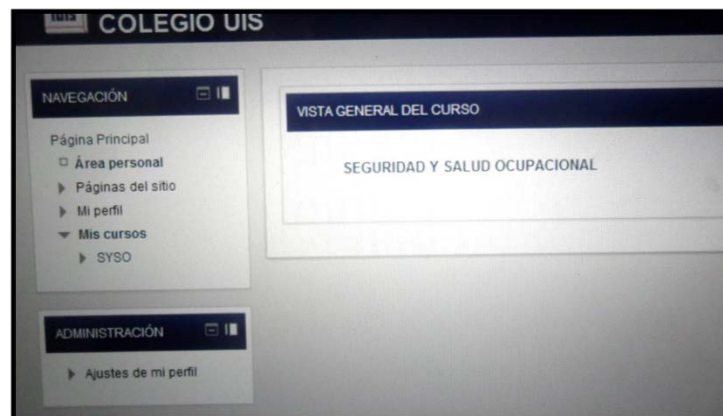 IUIS
COLEGIO UIS
NAVEGACIÓN
Página Principal
Área personal
Páginas del sitio
Mi perfil
Mis cursos
SYSO
ADMINISTRACIÓN
Ajustes de mi perfil
VISTA GENERAL DEL CURSO
SEGURIDAD Y SALUD OCUPACIONAL